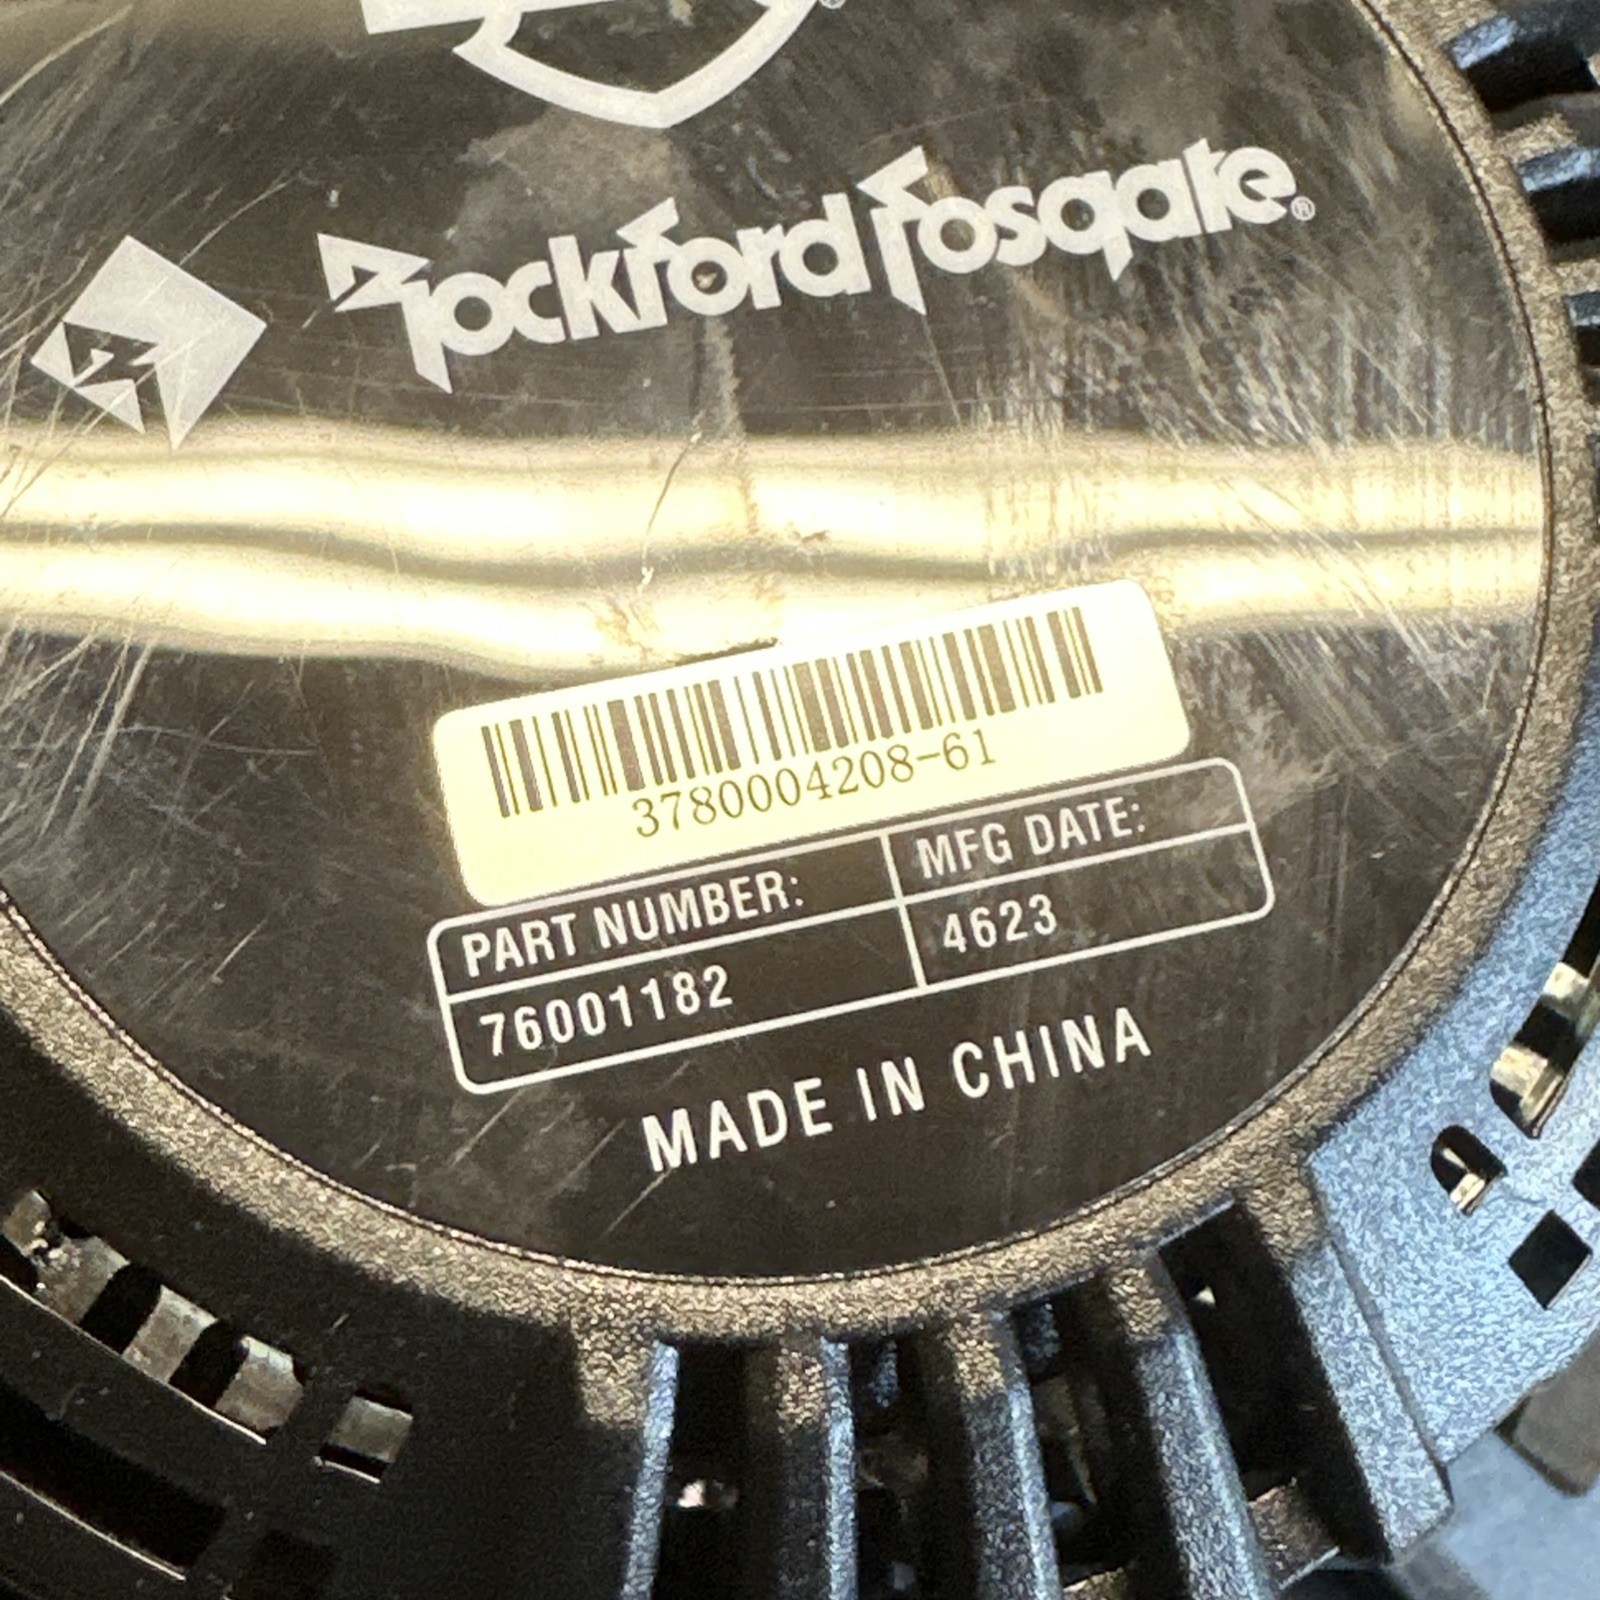 Rockford Fosgate®
3780004208-61
PART NUMBER: MFG DATE:
76001182 4623
MADE IN CHINA